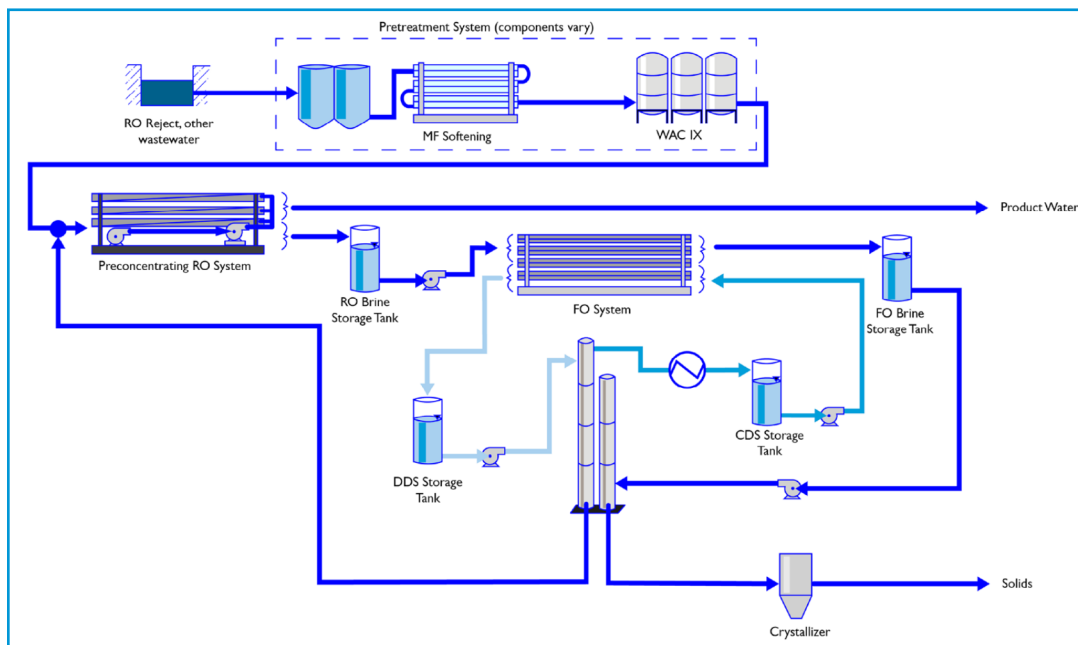 Pretreatment System (components vary)
RO Reject, other
wastewater
MF Softening
WAC IX
Product Water
Preconcentrating RO System
RO Brine
Storage Tank
FO System
FO Brine
Storage Tank
DDS Storage
Tank
CDS Storage
Tank
Solids
Crystallizer